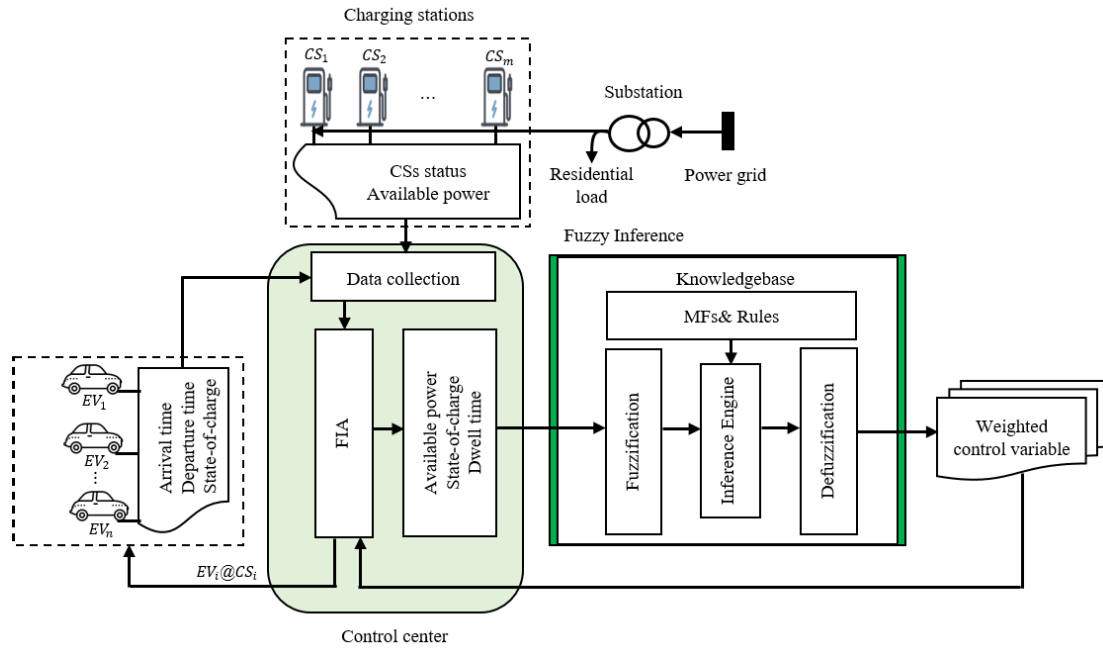 Charging stations
CS₁
CS₂
...
CSₘ
Substation
Residential
load
Power grid
CSs status
Available power
Fuzzy Inference
Data collection
Knowledgebase
MFs& Rules
EV₁
EV₂
⋮
EVₙ
Arrival time
Departure time
State-of-charge
FIA
Available power
State-of-charge
Dwell time
Fuzzification
Inference Engine
Defuzzification
Weighted
control variable
EVᵢ@CSᵢ
Control center